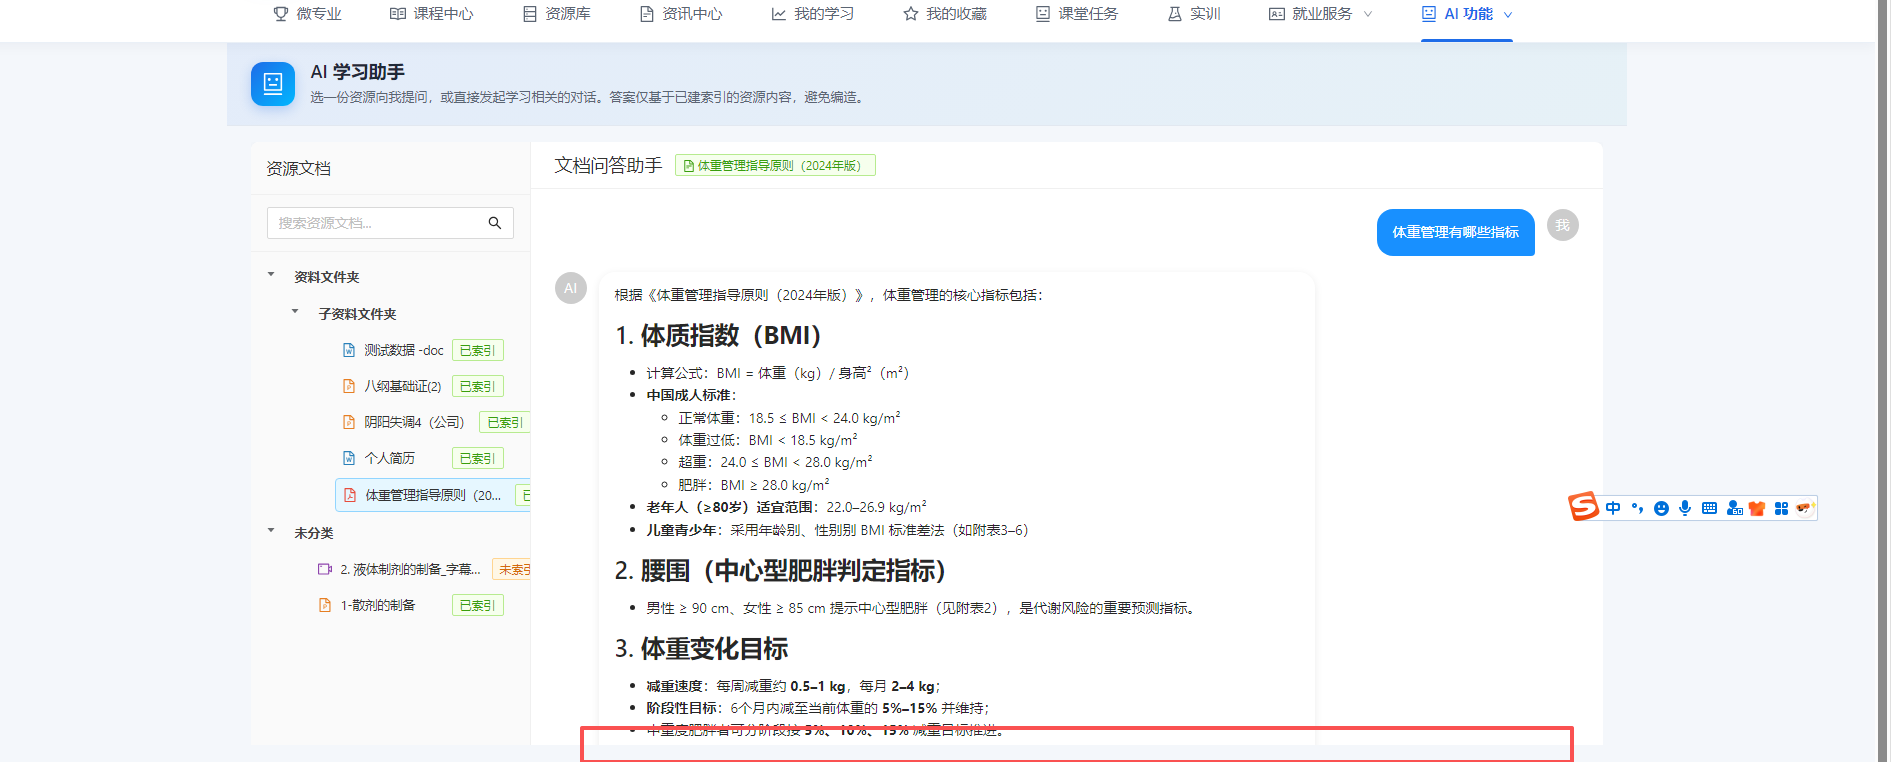 微专业 课程中心 资源库 资讯中心 我的学习 我的收藏 课堂任务 实训 就业服务 AI 功能
AI 学习助手
选一份资源向我提问，或直接发起学习相关的对话。答案仅基于已建索引的资源内容，避免编造。
资源文档
搜索资源文档...
资料文件夹
子资料文件夹
测试数据 -doc 已索引
八纲基础证(2) 已索引
阴阳失调4（公司） 已索引
个人简历 已索引
体重管理指导原则（20... 已
未分类
2. 液体制剂的制备_字幕... 未索引
1-散剂的制备 已索引
文档问答助手 体重管理指导原则（2024年版）
体重管理有哪些指标 我
AI
根据《体重管理指导原则（2024年版）》，体重管理的核心指标包括：
1. 体质指数（BMI）
• 计算公式：BMI = 体重（kg）/ 身高²（m²）
• 中国成人标准：
◦ 正常体重：18.5 ≤ BMI < 24.0 kg/m²
◦ 体重过低：BMI < 18.5 kg/m²
◦ 超重：24.0 ≤ BMI < 28.0 kg/m²
◦ 肥胖：BMI ≥ 28.0 kg/m²
• 老年人（≥80岁）适宜范围：22.0–26.9 kg/m²
• 儿童青少年：采用年龄别、性别别 BMI 标准差法（如附表3–6）
2. 腰围（中心型肥胖判定指标）
• 男性 ≥ 90 cm、女性 ≥ 85 cm 提示中心型肥胖（见附表2），是代谢风险的重要预测指标。
3. 体重变化目标
• 减重速度：每周减重约 0.5–1 kg，每月 2–4 kg；
• 阶段性目标：6个月内减至当前体重的 5%–15% 并维持；
• 中重度肥胖者可分阶段按 5%、10%、15% 减重目标推进。
S 中